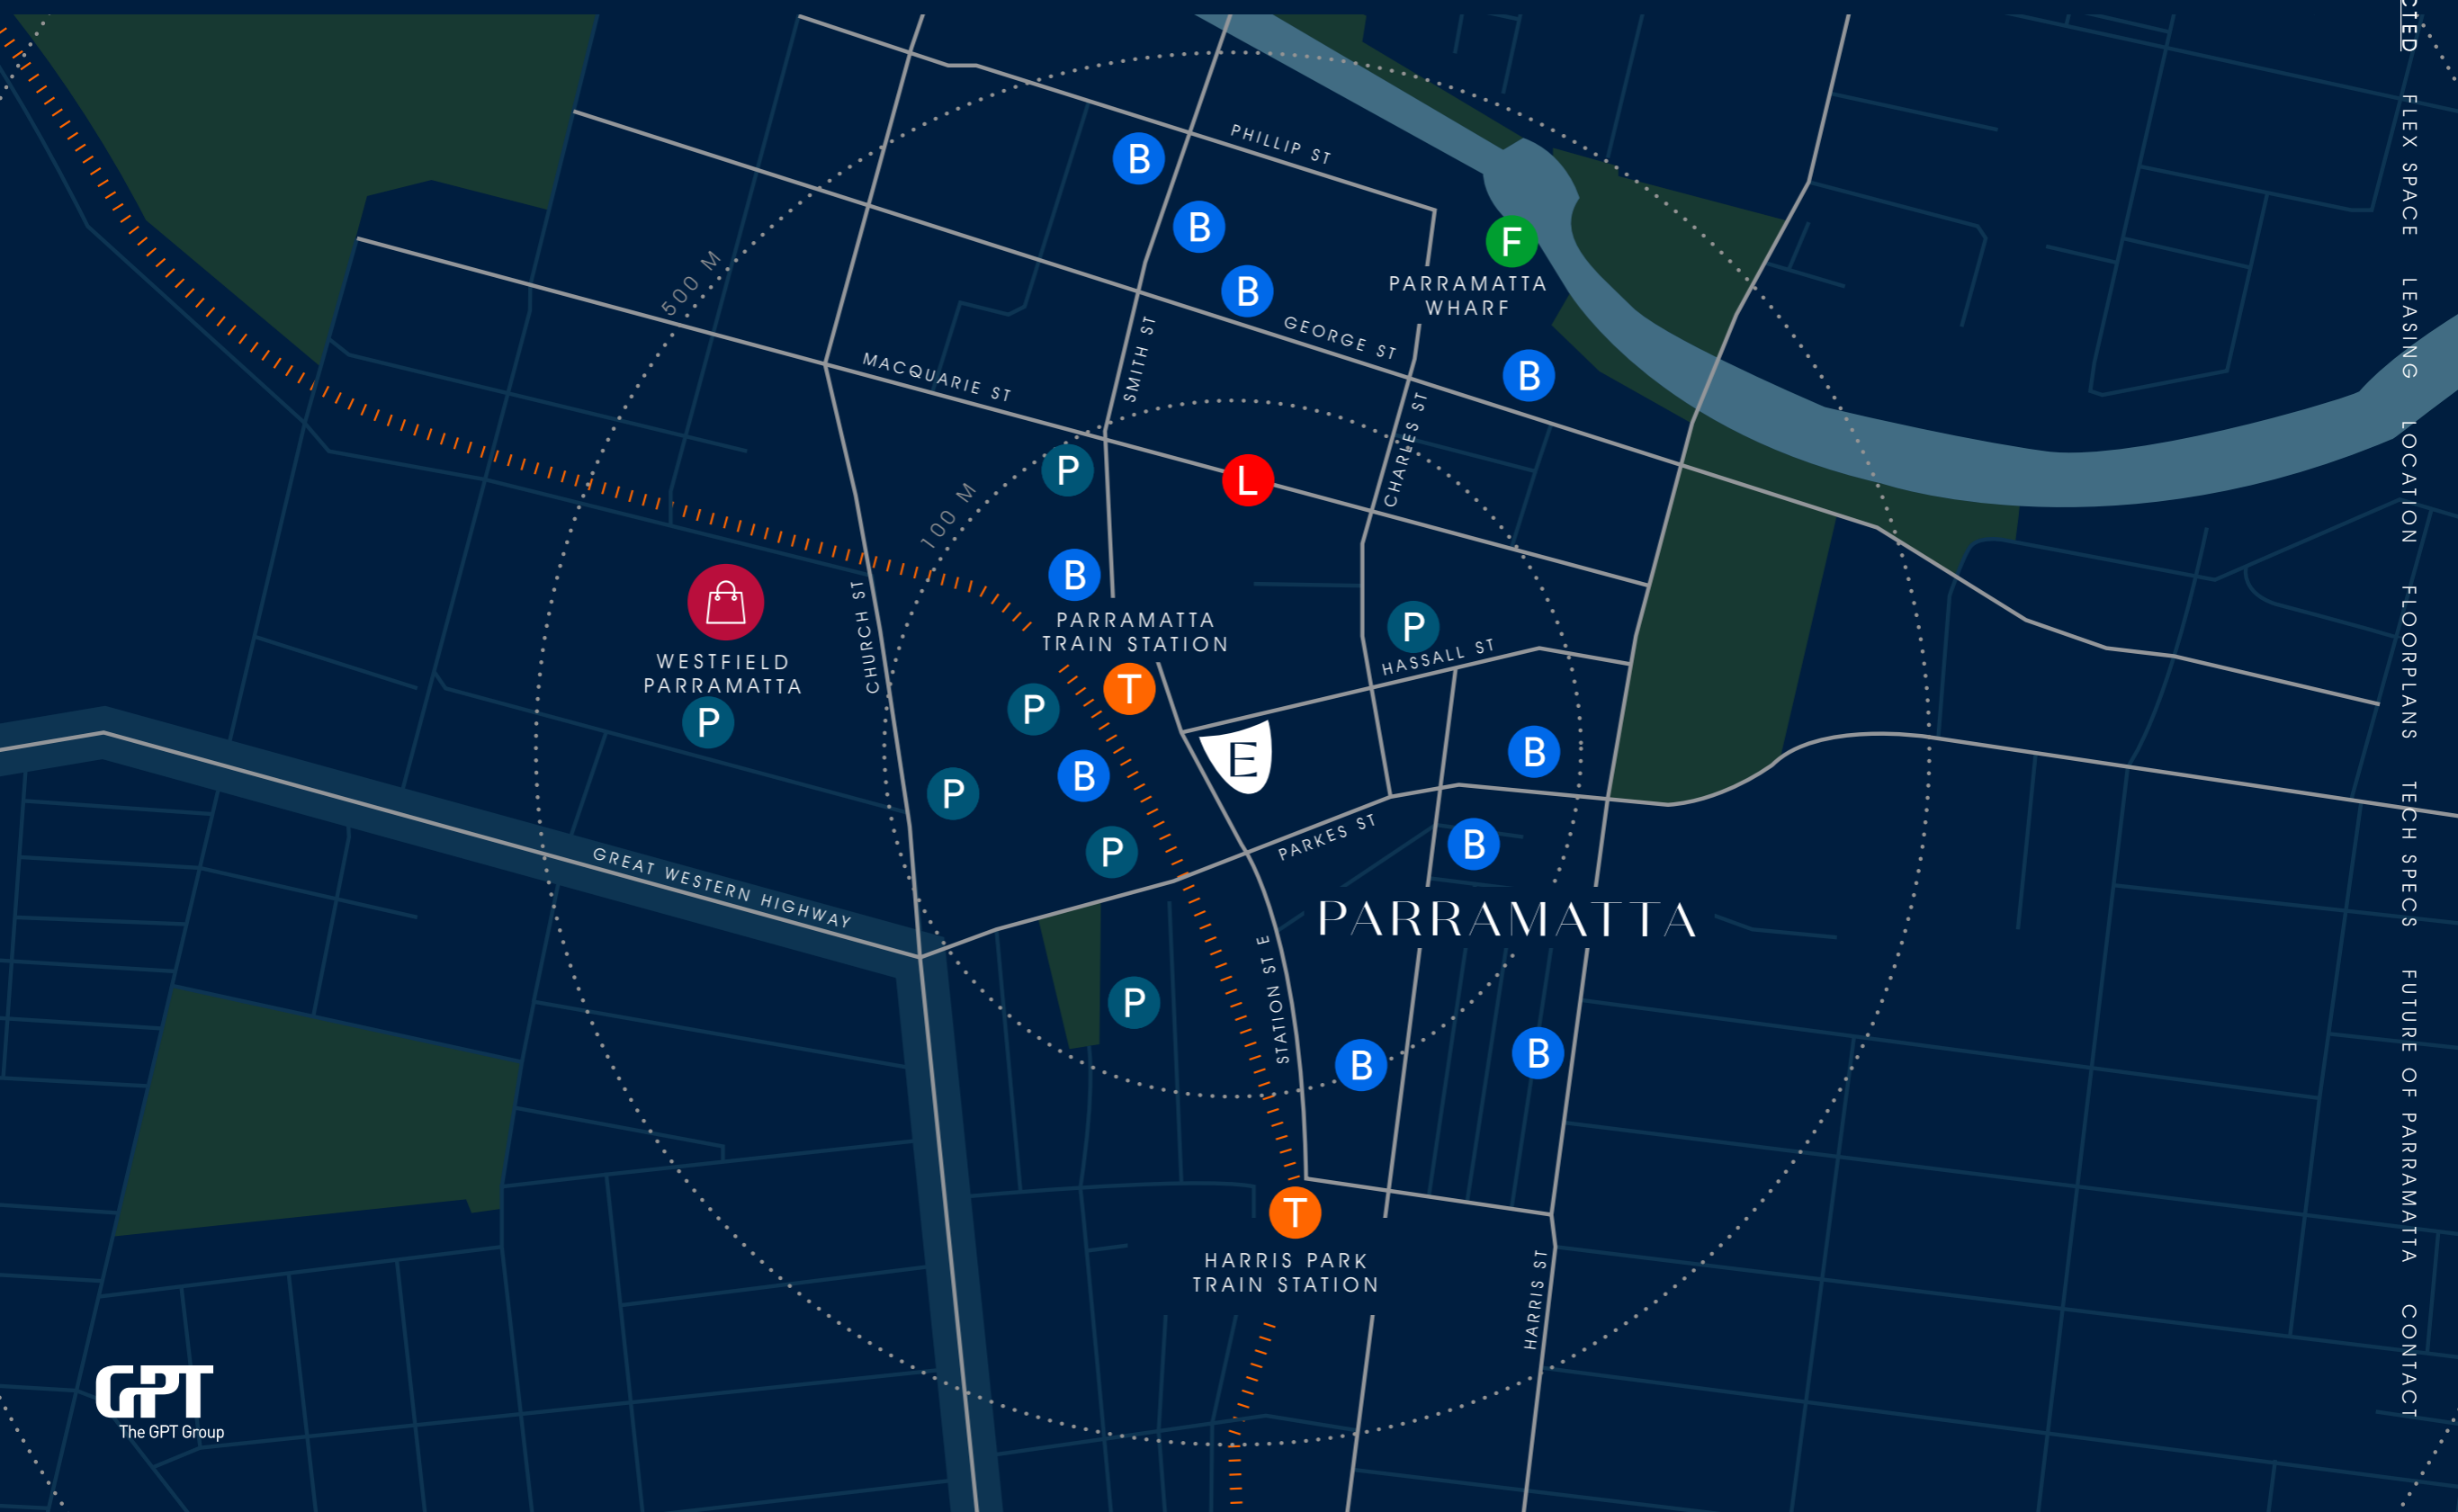 PHILLIP ST
B
B
F
500 M
PARRAMATTA
WHARF
B
GEORGE ST
SMITH ST
MACQUARIE ST
B
CHARLES ST
P
L
100 M
B
CHURCH ST
PARRAMATTA
TRAIN STATION
P
HASSALL ST
WESTFIELD
PARRAMATTA
P
T
P
E
B
B
P
PARKES ST
P
B
GREAT WESTERN HIGHWAY
PARRAMATTA
STATION ST E
P
B
B
T
HARRIS PARK
TRAIN STATION
HARRIS ST
GPT
The GPT Group
CTED
FLEX SPACE
LEASING
LOCATION
FLOORPLANS
TECH SPECS
FUTURE OF PARRAMATTA
CONTACT